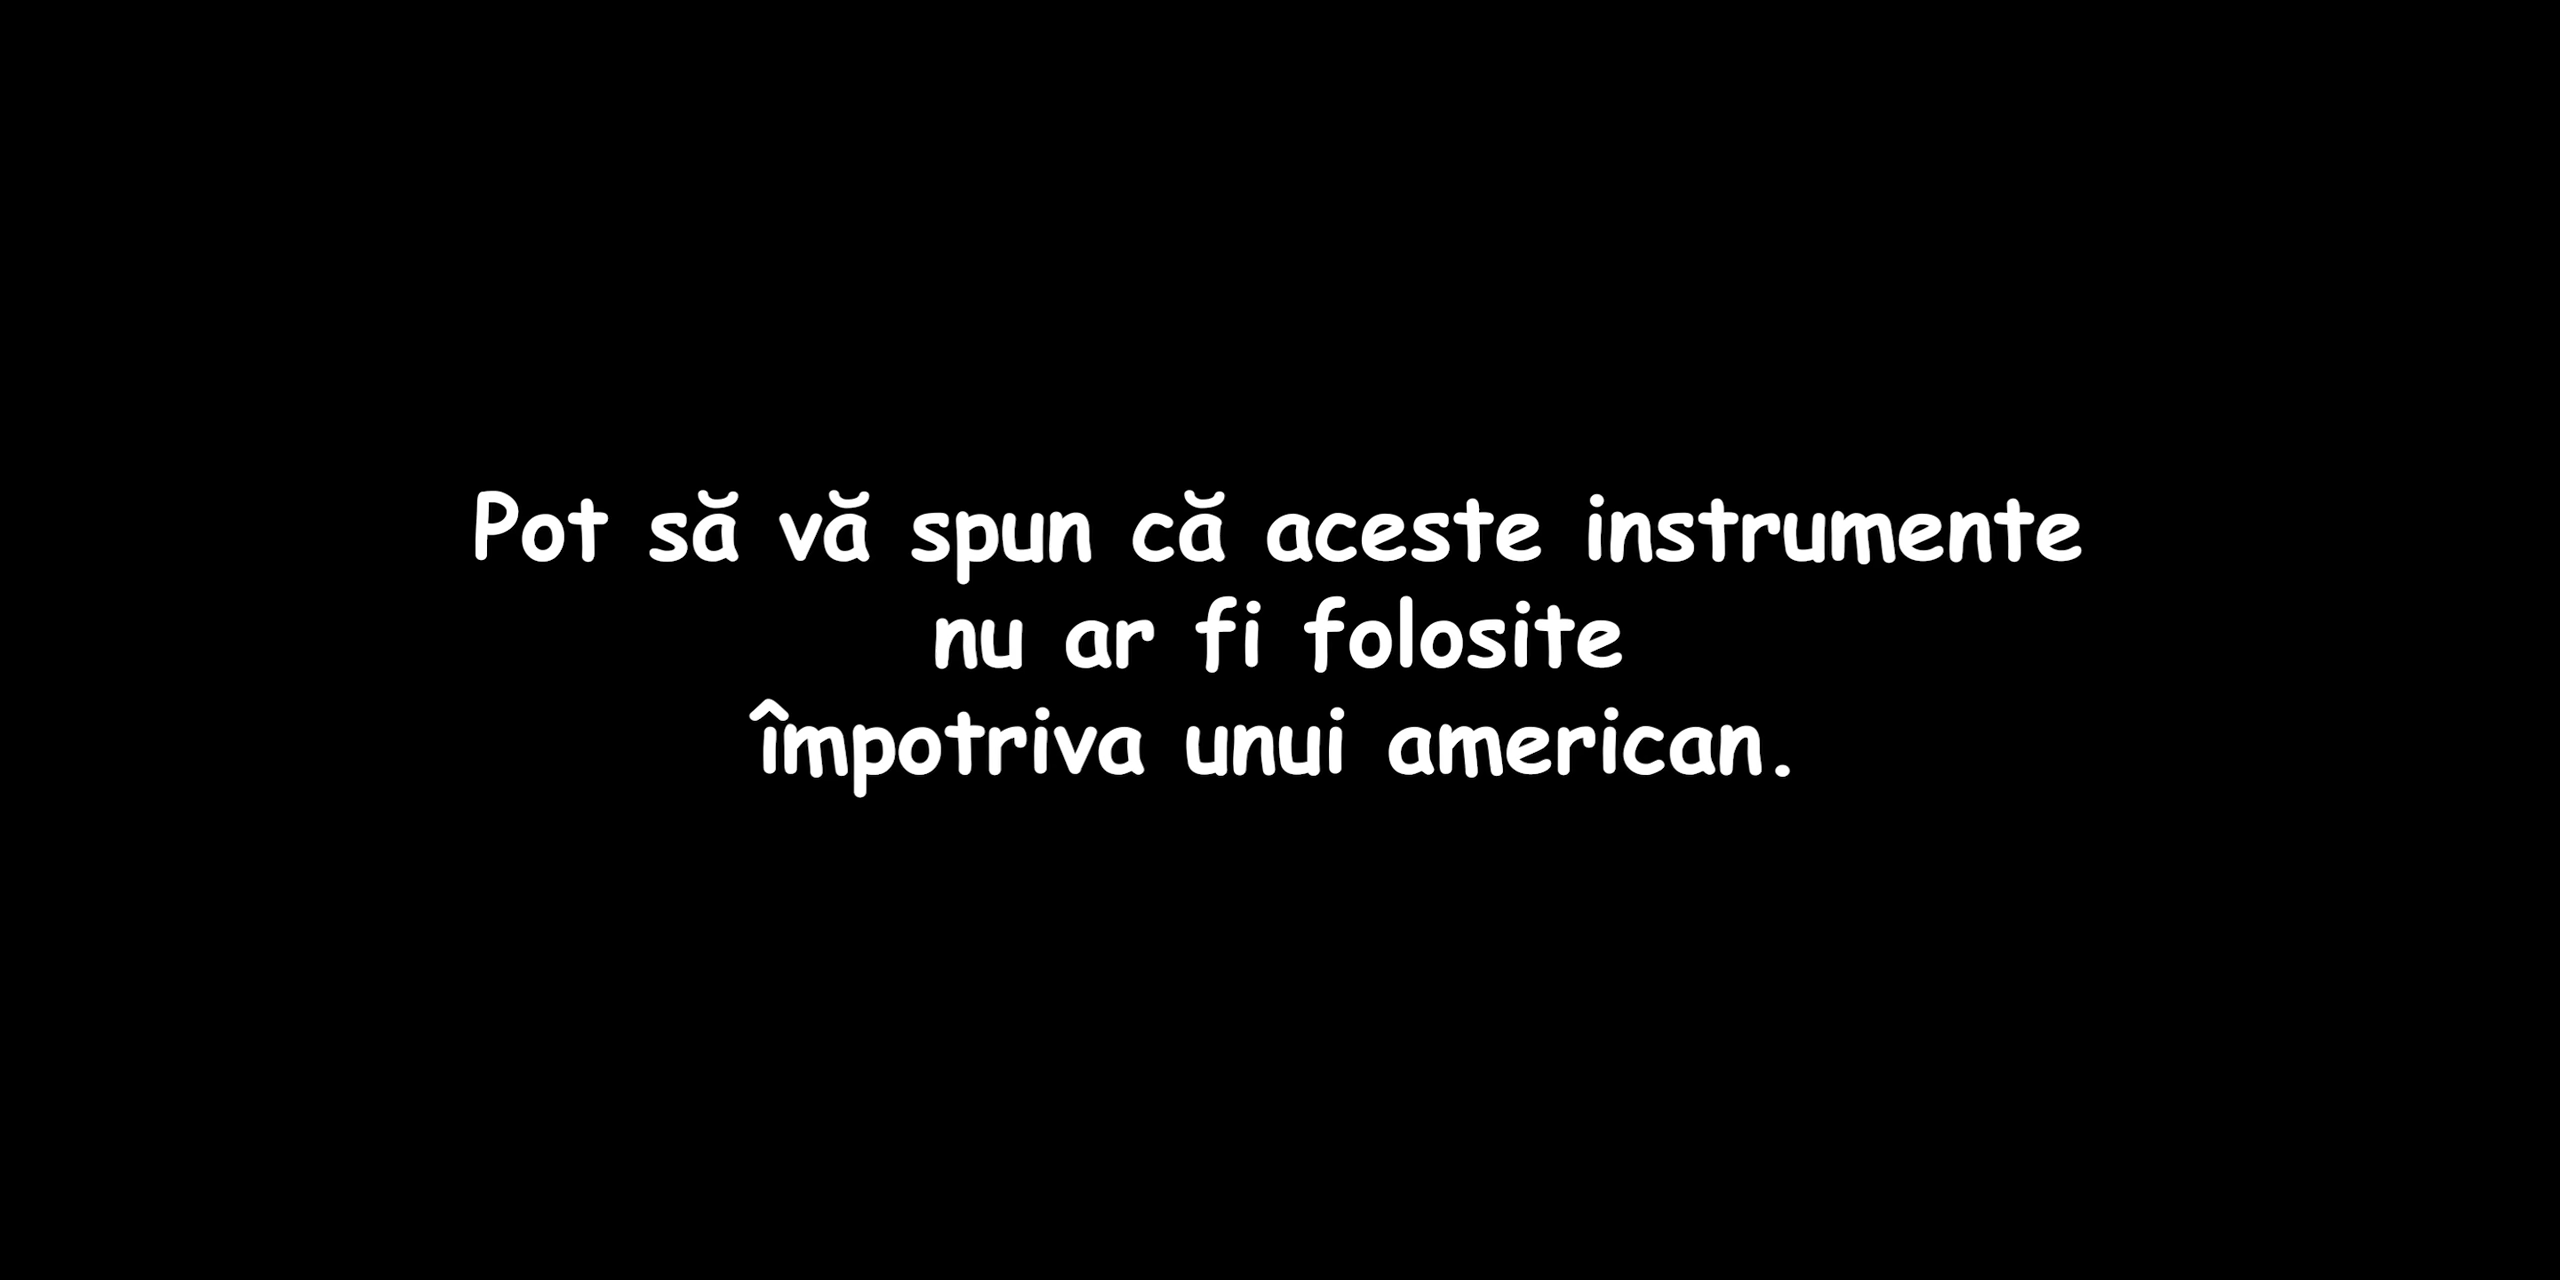 Pot să vă spun că aceste instrumente
nu ar fi folosite
împotriva unui american.